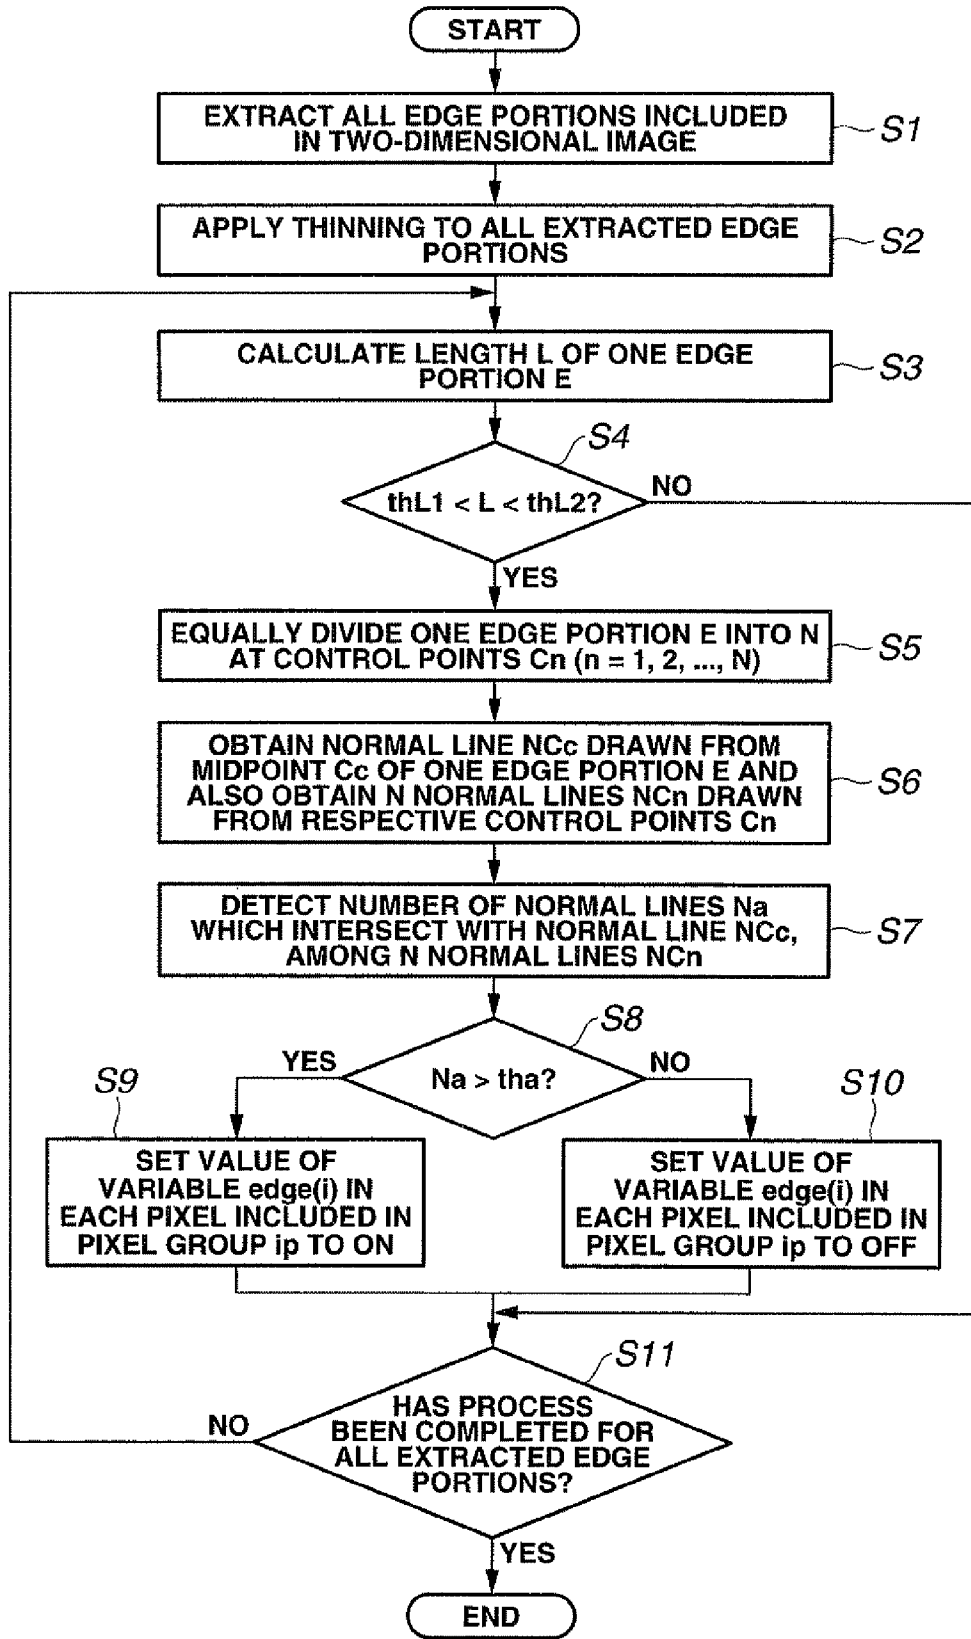 START
EXTRACT ALL EDGE PORTIONS INCLUDED
IN TWO-DIMENSIONAL IMAGE
S1
APPLY THINNING TO ALL EXTRACTED EDGE
PORTIONS
S2
CALCULATE LENGTH L OF ONE EDGE
PORTION E
S3
S4
thL1 < L < thL2?
NO
YES
EQUALLY DIVIDE ONE EDGE PORTION E INTO N
AT CONTROL POINTS Cn (n = 1, 2, ..., N)
S5
OBTAIN NORMAL LINE NCc DRAWN FROM
MIDPOINT Cc OF ONE EDGE PORTION E AND
ALSO OBTAIN N NORMAL LINES NCn DRAWN
FROM RESPECTIVE CONTROL POINTS Cn
S6
DETECT NUMBER OF NORMAL LINES Na
WHICH INTERSECT WITH NORMAL LINE NCc,
AMONG N NORMAL LINES NCn
S7
S8
Na > tha?
YES
NO
S9
SET VALUE OF
VARIABLE edge(i) IN
EACH PIXEL INCLUDED IN
PIXEL GROUP ip TO ON
S10
SET VALUE OF
VARIABLE edge(i) IN
EACH PIXEL INCLUDED IN
PIXEL GROUP ip TO OFF
S11
HAS PROCESS
BEEN COMPLETED FOR
ALL EXTRACTED EDGE
PORTIONS?
NO
YES
END